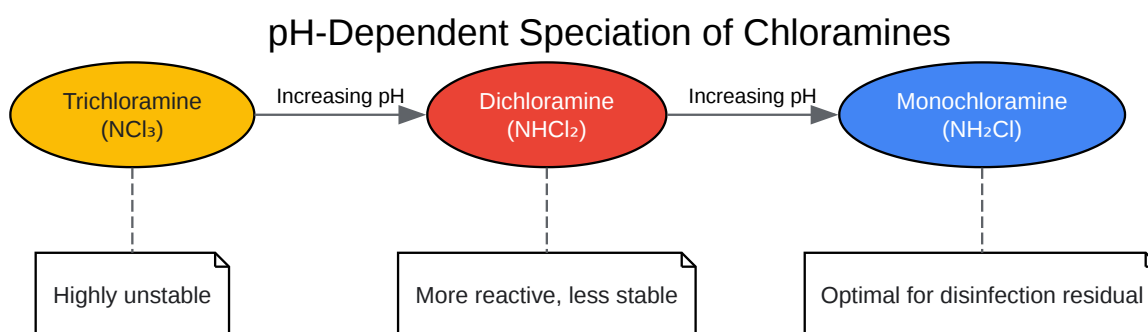 pH-Dependent Speciation of Chloramines
Trichloramine
(NCl₃)
Increasing pH
Dichloramine
(NHCl₂)
Increasing pH
Monochloramine
(NH₂Cl)
Highly unstable
More reactive, less stable
Optimal for disinfection residual